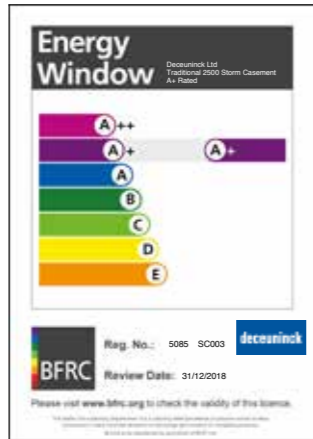 Energy
Window
Deceuninck Ltd
Traditional 2500 Storm Casement
A+ Rated
A++
A+ A+
A
B
C
D
E
BFRC
Reg. No.: 5085 SC003
deceuninck
Review Date: 31/12/2018
Please visit www.bfrc.org to check the validity of this licence.